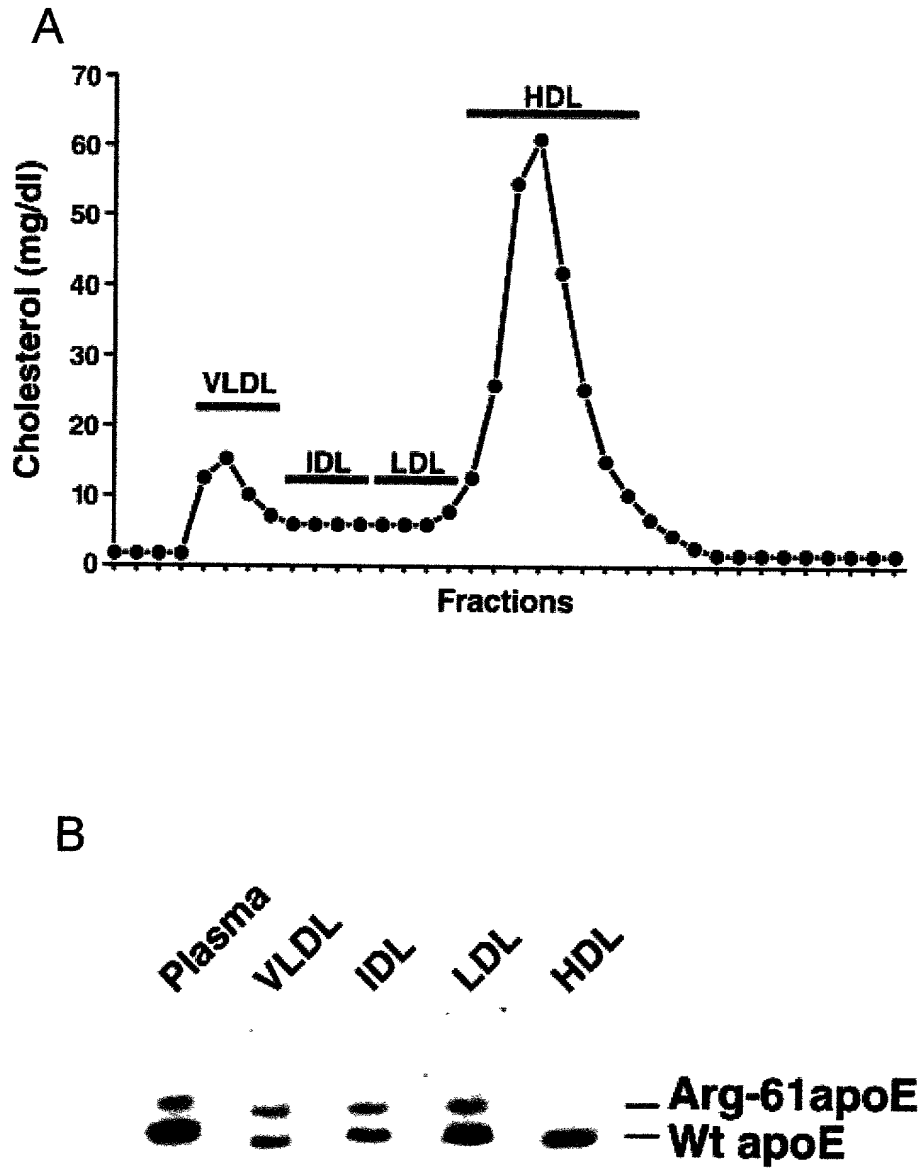 A
70
60
50
40
30
20
10
0
Cholesterol (mg/dl)
HDL
VLDL
IDL
LDL
Fractions
B
Plasma
VLDL
IDL
LDL
HDL
Arg-61apoE
Wt apoE